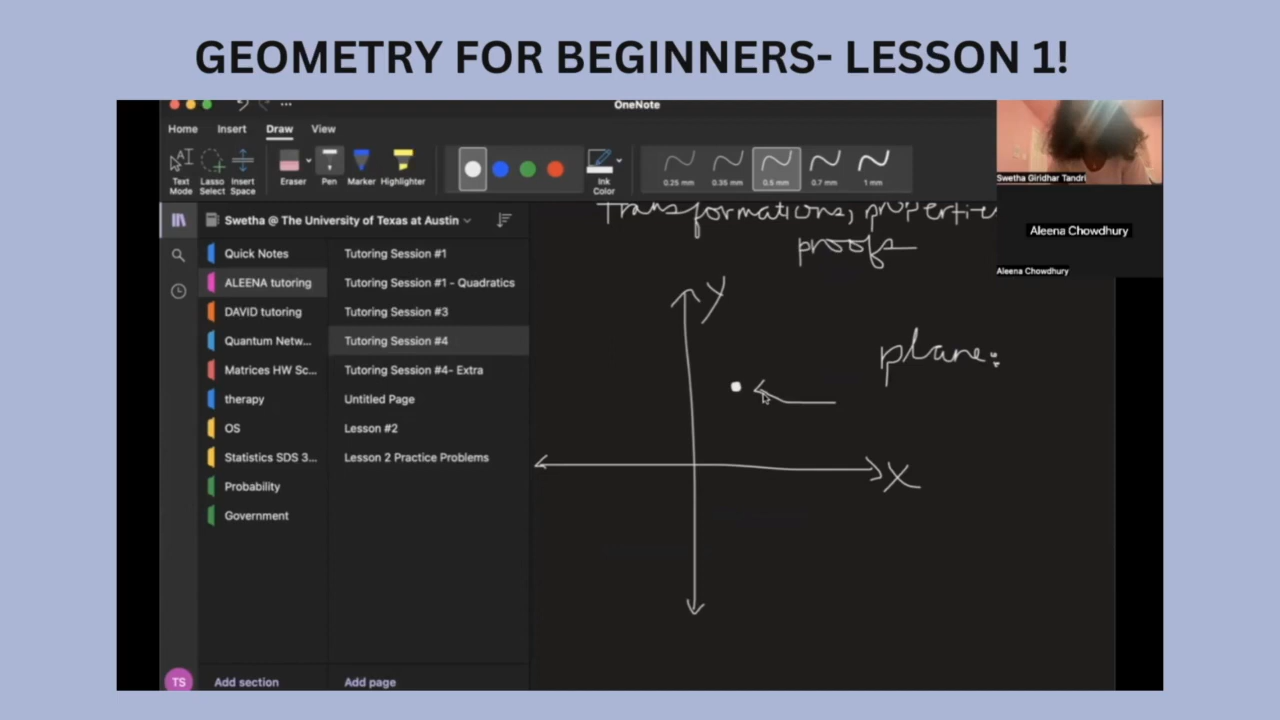 GEOMETRY FOR BEGINNERS- LESSON 1!
OneNote
Home Insert Draw View
Text Mode
Lasso Select
Insert Space
Eraser
Pen
Marker
Highlighter
Ink Color
0.25 mm
0.35 mm
0.5 mm
0.7 mm
1 mm
Swetha Giridhar Tandri
Aleena Chowdhury
Aleena Chowdhury
Swetha @ The University of Texas at Austin
Quick Notes
ALEENA tutoring
DAVID tutoring
Quantum Netw...
Matrices HW Sc...
therapy
OS
Statistics SDS 3...
Probability
Government
Tutoring Session #1
Tutoring Session #1 - Quadratics
Tutoring Session #3
Tutoring Session #4
Tutoring Session #4- Extra
Untitled Page
Lesson #2
Lesson 2 Practice Problems
Transformations, propertie
proofs
y
plane:
X
TS
Add section
Add page